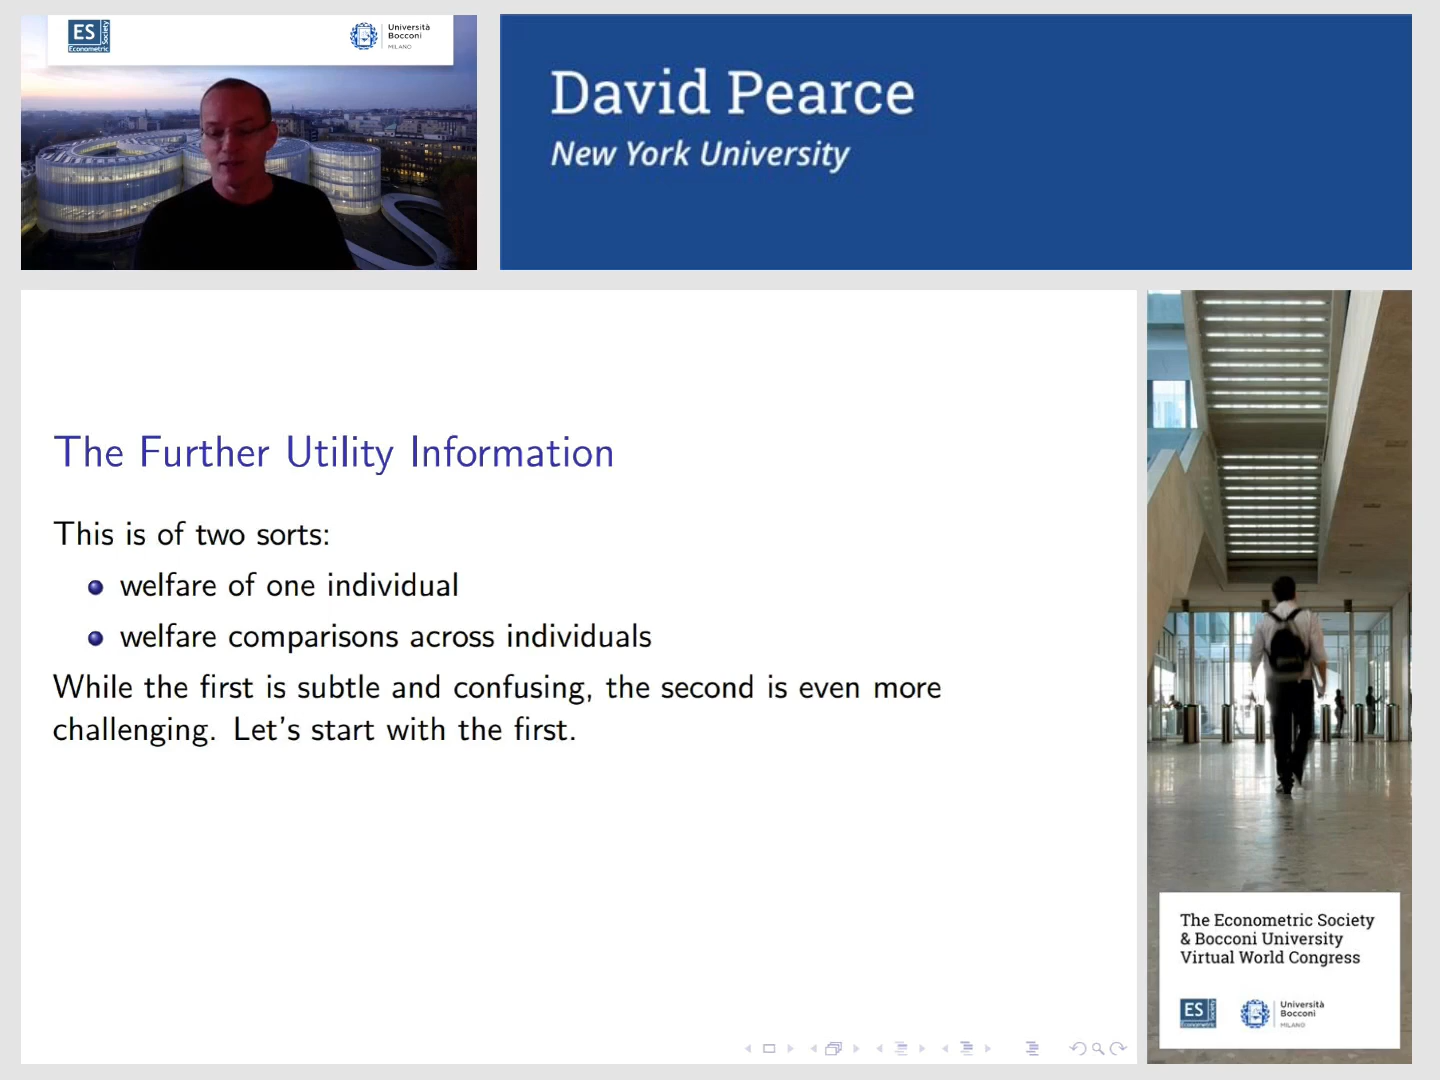 ES
Econometric
Society
Università
Bocconi
MILANO
David Pearce
New York University
The Further Utility Information
This is of two sorts:
welfare of one individual
welfare comparisons across individuals
While the first is subtle and confusing, the second is even more
challenging. Let's start with the first.
The Econometric Society
& Bocconi University
Virtual World Congress
ES
Econometric
Society
Università
Bocconi
MILANO